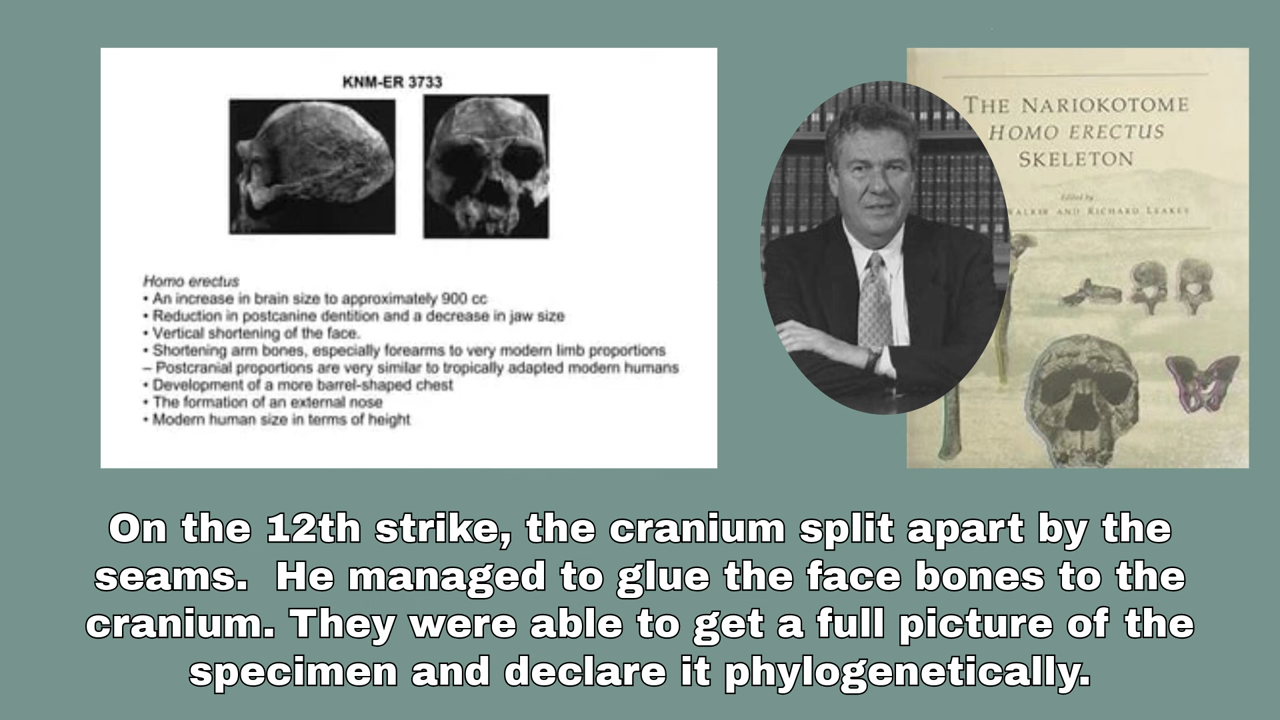 KNM-ER 3733
Homo erectus
• An increase in brain size to approximately 900 cc
• Reduction in postcanine dentition and a decrease in jaw size
• Vertical shortening of the face.
• Shortening arm bones, especially forearms to very modern limb proportions
– Postcranial proportions are very similar to tropically adapted modern humans
• Development of a more barrel-shaped chest
• The formation of an external nose
• Modern human size in terms of height
THE NARIOKOTOME
HOMO ERECTUS
SKELETON
Edited by
AND RICHARD LEAKEY
On the 12th strike, the cranium split apart by the
seams. He managed to glue the face bones to the
cranium. They were able to get a full picture of the
specimen and declare it phylogenetically.